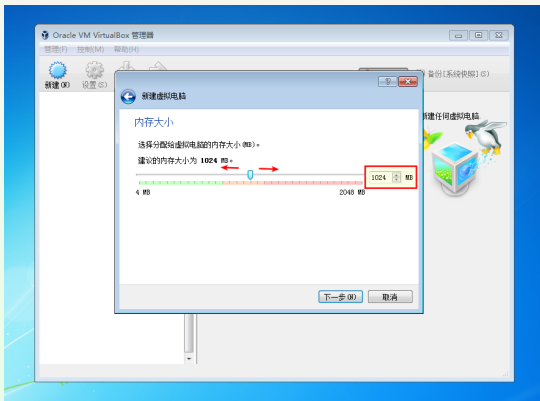 Oracle VM VirtualBox 管理器
管理(F) 控制(M) 帮助(H)
新建(N) 设置(S)
备份[系统快照](S)
新建虚拟电脑
内存大小
选择分配给虚拟电脑的内存大小(MB)。
建议的内存大小为 1024 MB。
1024 MB
4 MB 2048 MB
下一步(N) 取消
新建任何虚拟电脑